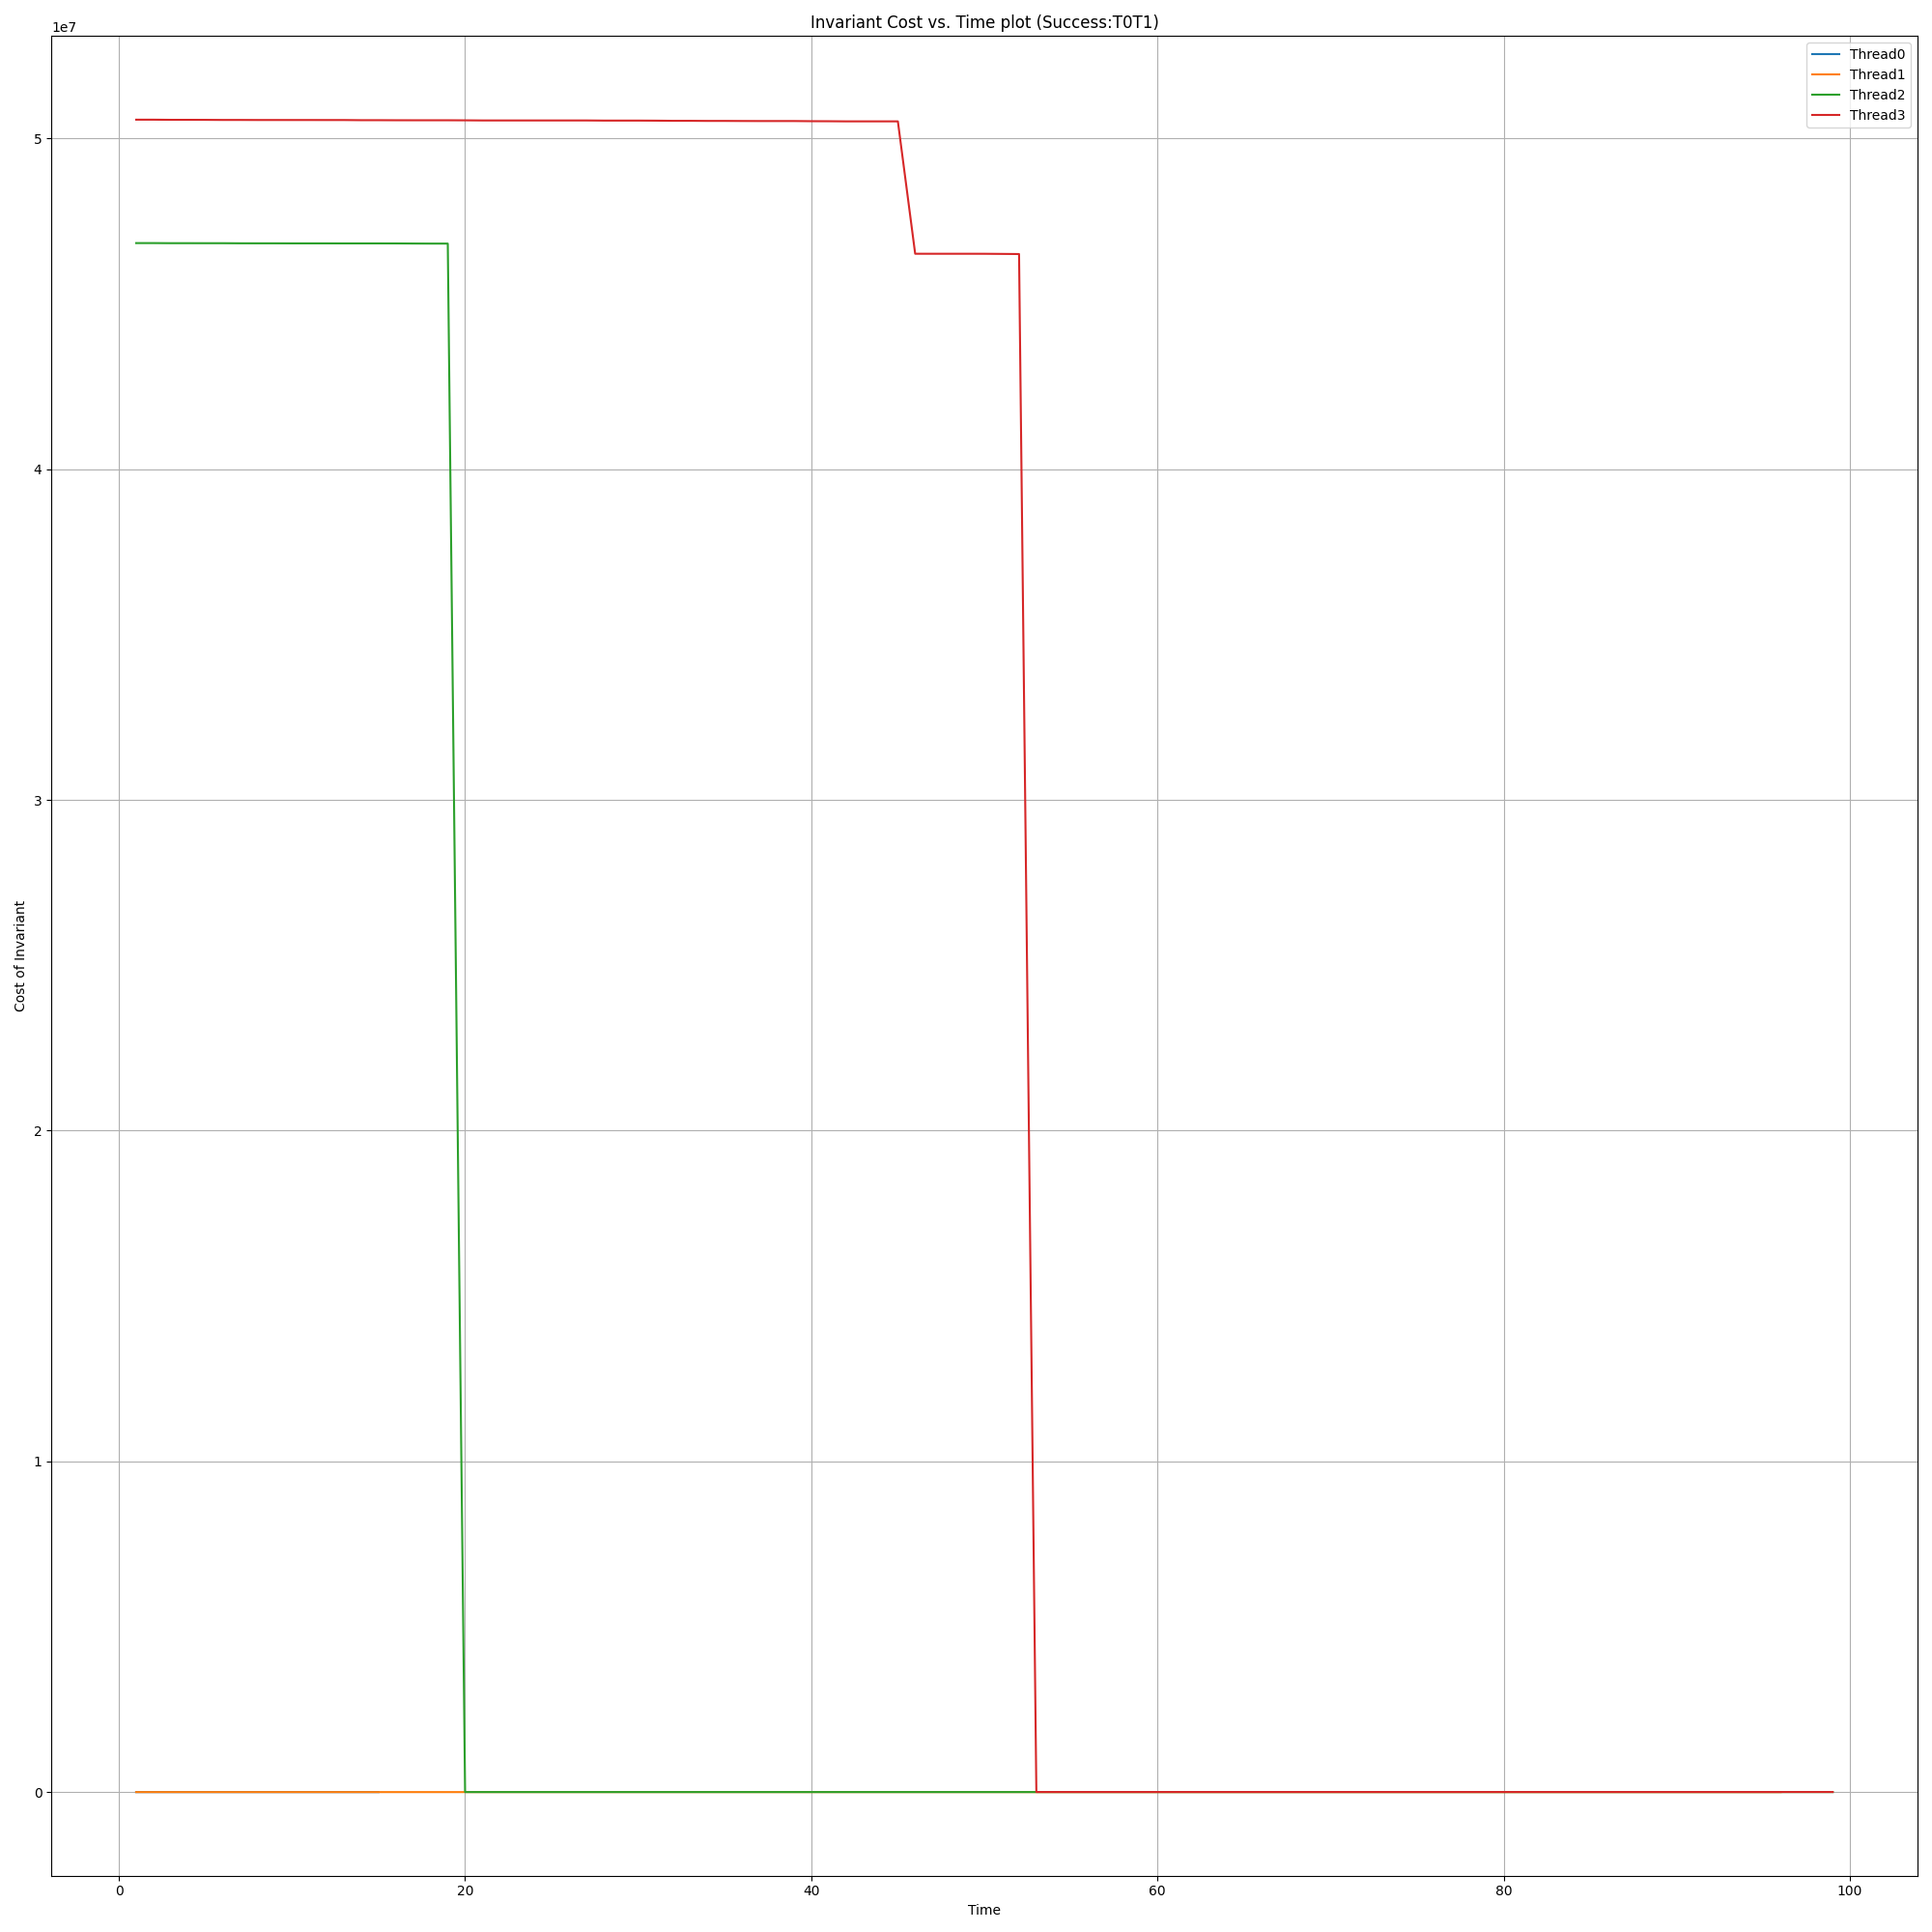 Invariant Cost vs. Time plot (Success:T0T1)
1e7
Thread0
Thread1
Thread2
Thread3
5
4
3
2
1
0
Cost of Invariant
0 20 40 60 80 100
Time